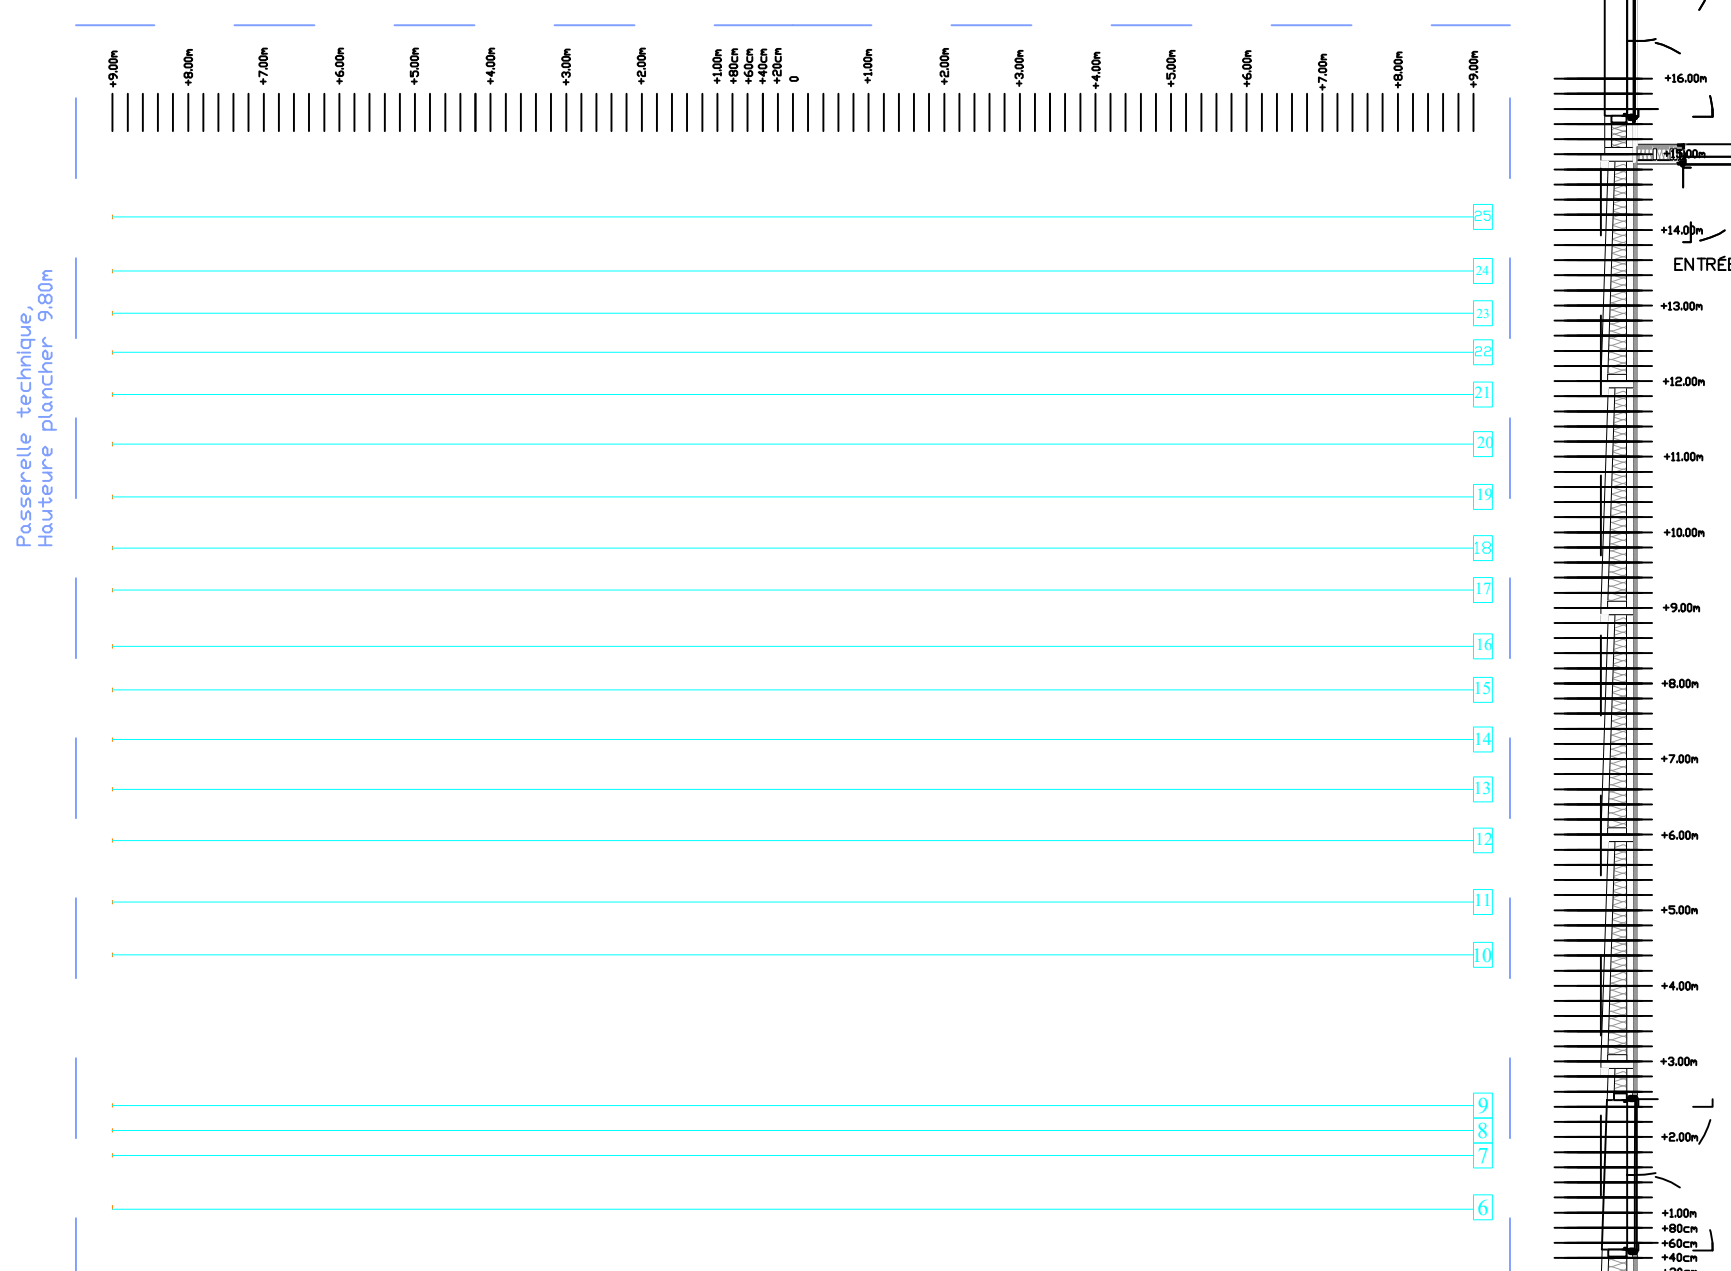 +9.00m
+8.00m
+7.00m
+6.00m
+5.00m
+4.00m
+3.00m
+2.00m
+1.00m
+80cm
+60cm
+40cm
+20cm
0
+1.00m
+2.00m
+3.00m
+4.00m
+5.00m
+6.00m
+7.00m
+8.00m
+9.00m
Passerelle technique,
Hauteure plancher 9.80m
25
24
23
22
21
20
19
18
17
16
15
14
13
12
11
10
9
8
7
6
+16.00m
+15.00m
+14.00m
ENTRÉE
+13.00m
+12.00m
+11.00m
+10.00m
+9.00m
+8.00m
+7.00m
+6.00m
+5.00m
+4.00m
+3.00m
+2.00m
+1.00m
+80cm
+60cm
+40cm